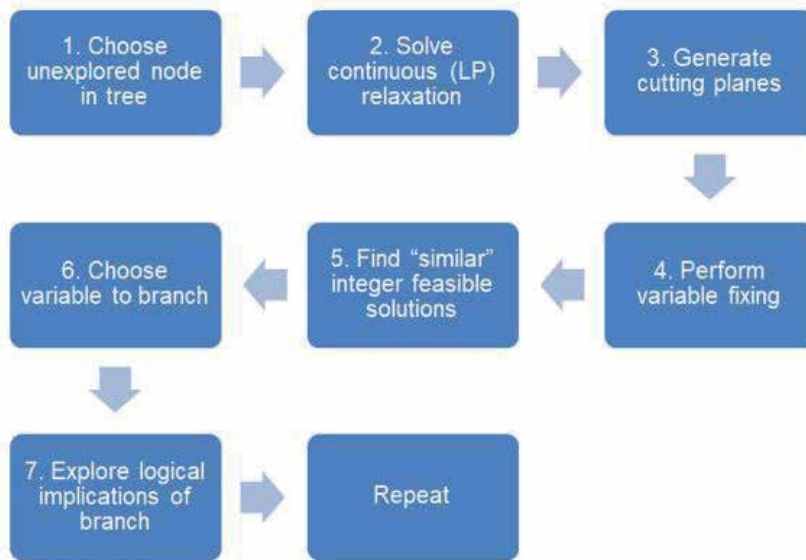 1. Choose
unexplored node
in tree
2. Solve
continuous (LP)
relaxation
3. Generate
cutting planes
4. Perform
variable fixing
5. Find “similar”
integer feasible
solutions
6. Choose
variable to branch
7. Explore logical
implications of
branch
Repeat